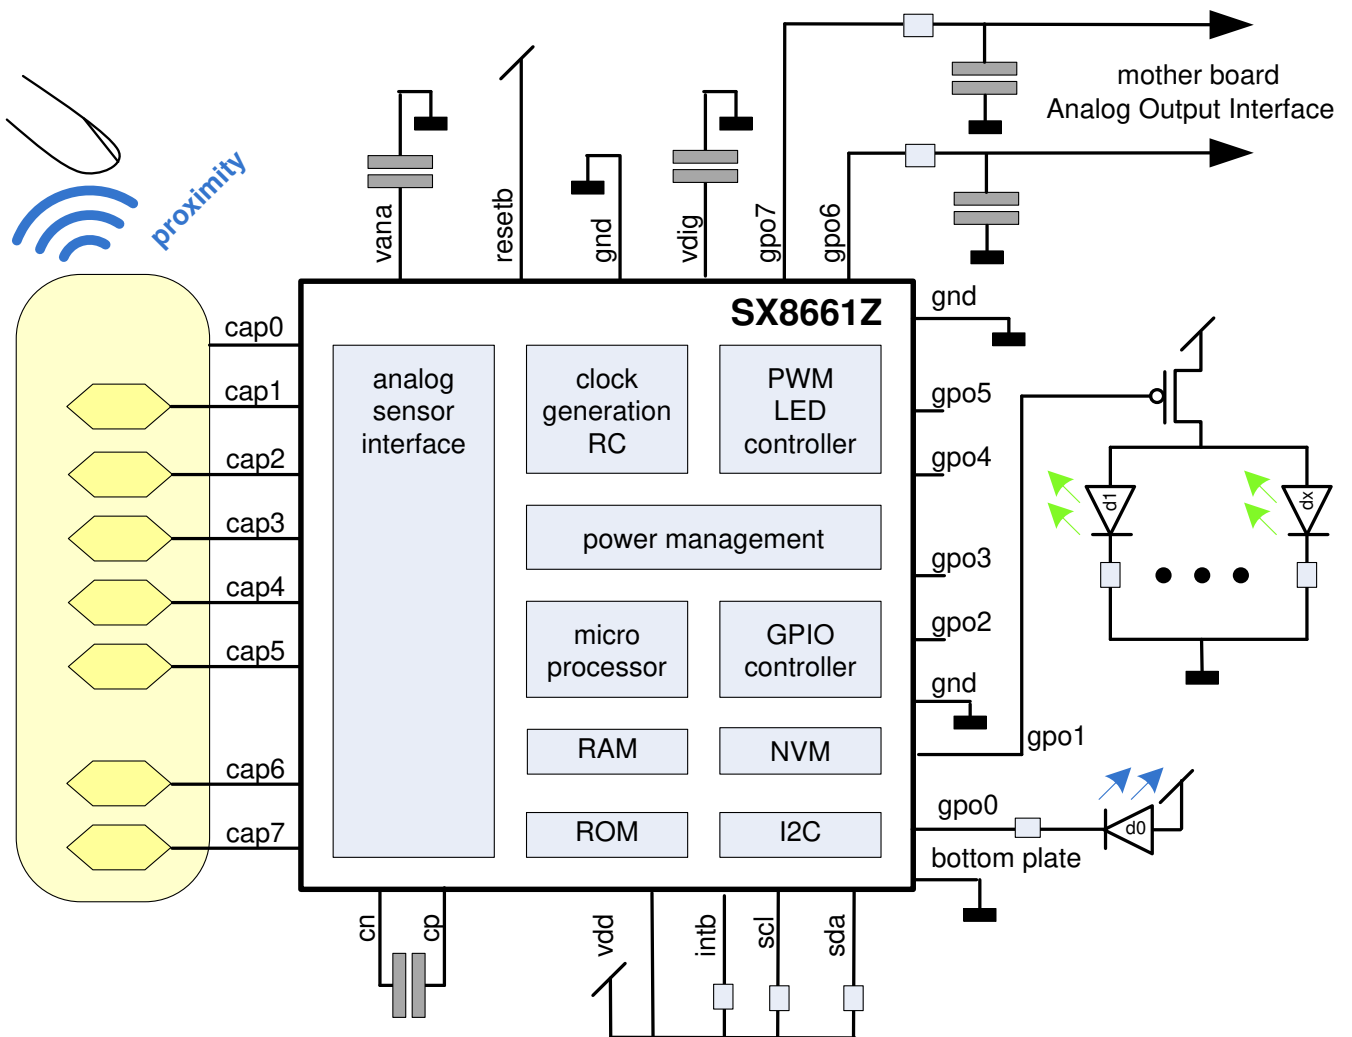 mother board
Analog Output Interface
proximity
vana
resetb
gnd
vdig
gpo7
gpo6
SX8661Z
gnd
cap0
cap1
cap2
cap3
cap4
cap5
cap6
cap7
analog
sensor
interface
clock
generation
RC
PWM
LED
controller
power management
micro
processor
GPIO
controller
RAM
NVM
ROM
I2C
gpo5
gpo4
gpo3
gpo2
gnd
gpo1
gpo0
bottom plate
d1
dx
d0
cn
cp
vdd
intb
scl
sda